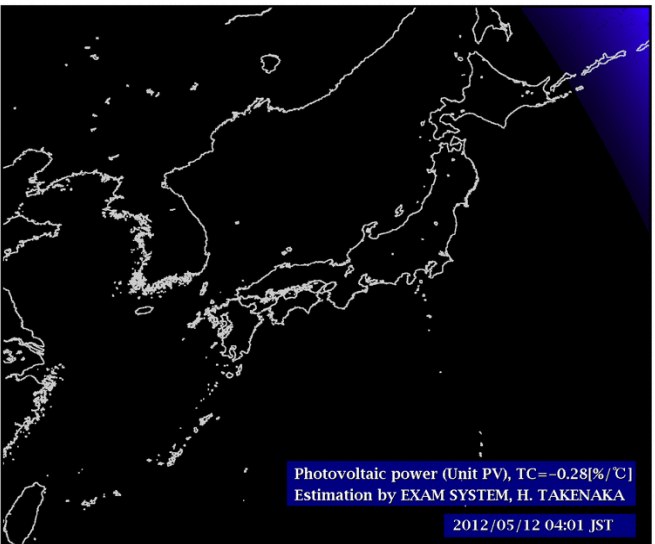 Photovoltaic power (Unit PV), TC=-0.28[%/℃]
Estimation by EXAM SYSTEM, H. TAKENAKA
2012/05/12 04:01 JST